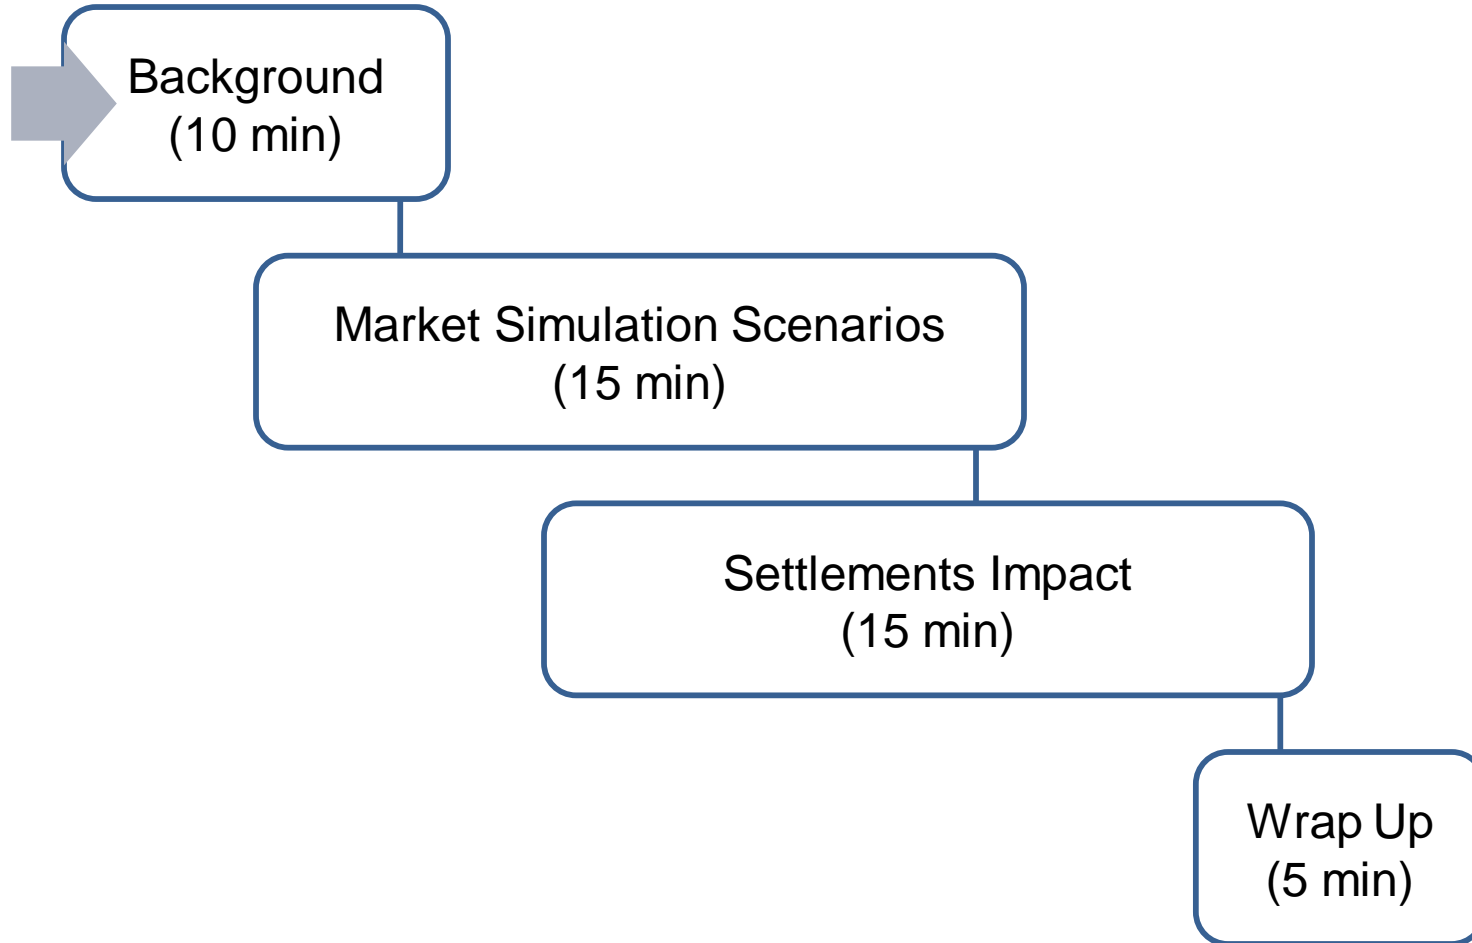 Background
(10 min)
Market Simulation Scenarios
(15 min)
Settlements Impact
(15 min)
Wrap Up
(5 min)